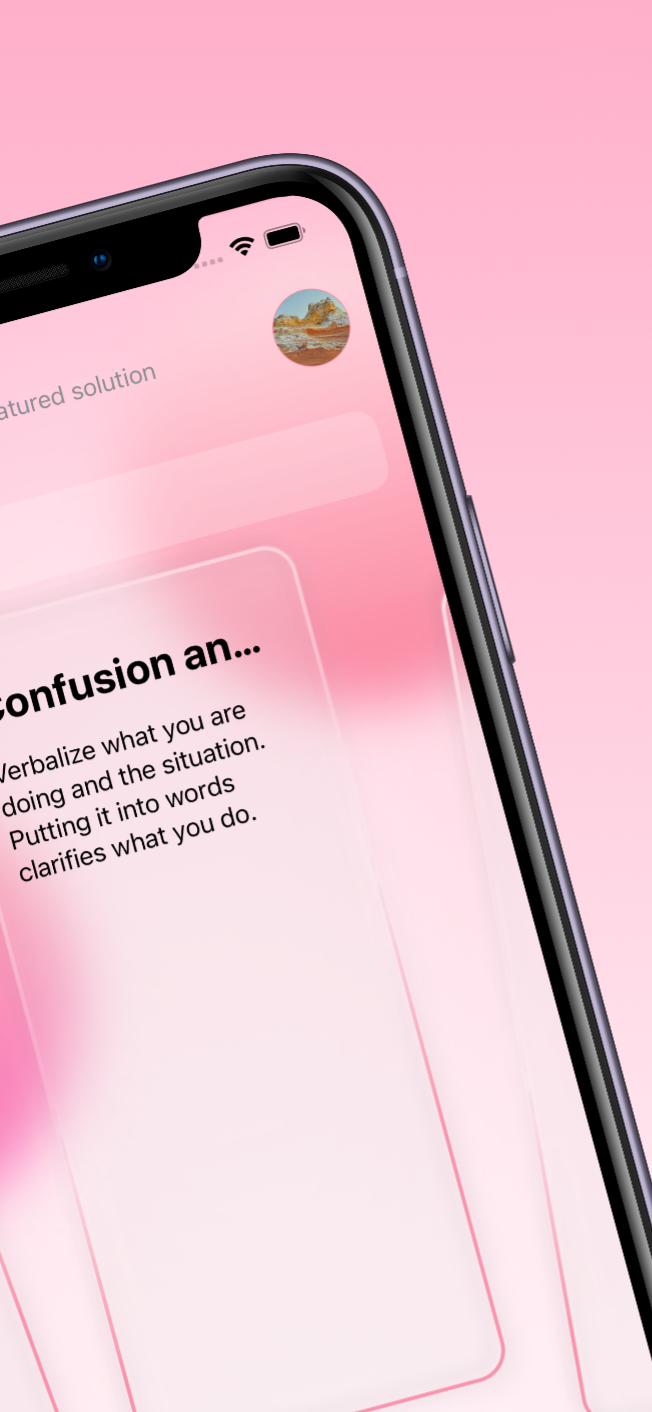 atured solution
Confusion an...
Verbalize what you are
doing and the situation.
Putting it into words
clarifies what you do.